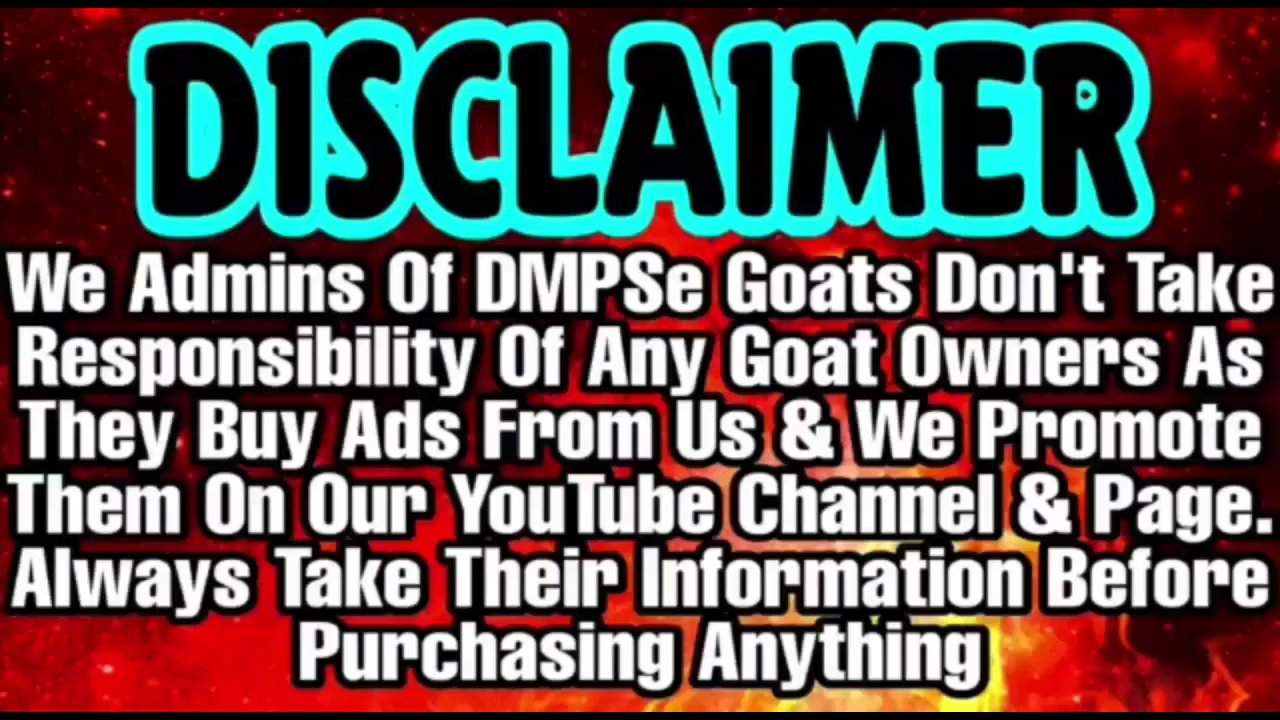 DISCLAIMER
We Admins Of DMPSe Goats Don't Take
Responsibility Of Any Goat Owners As
They Buy Ads From Us & We Promote
Them On Our YouTube Channel & Page.
Always Take Their Information Before
Purchasing Anything